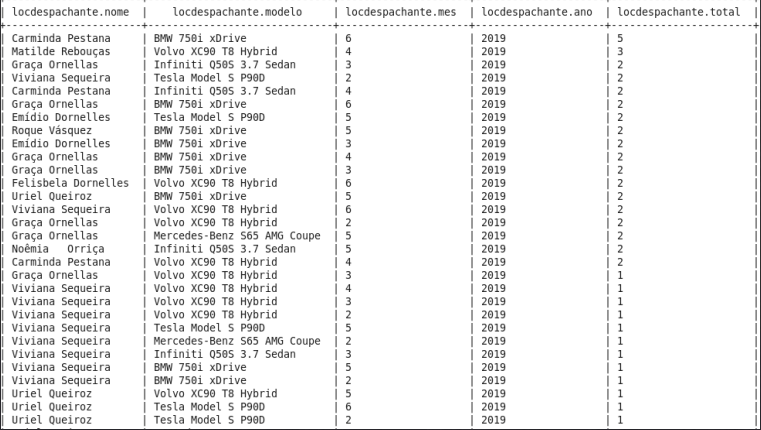 | locdespachante.nome | locdespachante.modelo | locdespachante.mes | locdespachante.ano | locdespachante.total |
| Carminda Pestana | BMW 750i xDrive | 6 | 2019 | 5 |
| Matilde Rebouças | Volvo XC90 T8 Hybrid | 4 | 2019 | 3 |
| Graça Ornellas | Infiniti Q50S 3.7 Sedan | 3 | 2019 | 2 |
| Viviana Sequeira | Tesla Model S P90D | 2 | 2019 | 2 |
| Carminda Pestana | Infiniti Q50S 3.7 Sedan | 4 | 2019 | 2 |
| Graça Ornellas | BMW 750i xDrive | 6 | 2019 | 2 |
| Emídio Dornelles | Tesla Model S P90D | 5 | 2019 | 2 |
| Roque Vásquez | BMW 750i xDrive | 5 | 2019 | 2 |
| Emídio Dornelles | BMW 750i xDrive | 3 | 2019 | 2 |
| Graça Ornellas | BMW 750i xDrive | 4 | 2019 | 2 |
| Graça Ornellas | BMW 750i xDrive | 3 | 2019 | 2 |
| Felisbela Dornelles | Volvo XC90 T8 Hybrid | 6 | 2019 | 2 |
| Uriel Queiroz | BMW 750i xDrive | 5 | 2019 | 2 |
| Viviana Sequeira | Volvo XC90 T8 Hybrid | 6 | 2019 | 2 |
| Graça Ornellas | Volvo XC90 T8 Hybrid | 2 | 2019 | 2 |
| Graça Ornellas | Mercedes-Benz S65 AMG Coupe | 5 | 2019 | 2 |
| Noêmia   Orriça | Infiniti Q50S 3.7 Sedan | 5 | 2019 | 2 |
| Carminda Pestana | Volvo XC90 T8 Hybrid | 4 | 2019 | 2 |
| Graça Ornellas | Volvo XC90 T8 Hybrid | 3 | 2019 | 1 |
| Viviana Sequeira | Volvo XC90 T8 Hybrid | 4 | 2019 | 1 |
| Viviana Sequeira | Volvo XC90 T8 Hybrid | 3 | 2019 | 1 |
| Viviana Sequeira | Volvo XC90 T8 Hybrid | 2 | 2019 | 1 |
| Viviana Sequeira | Tesla Model S P90D | 5 | 2019 | 1 |
| Viviana Sequeira | Mercedes-Benz S65 AMG Coupe | 2 | 2019 | 1 |
| Viviana Sequeira | Infiniti Q50S 3.7 Sedan | 3 | 2019 | 1 |
| Viviana Sequeira | BMW 750i xDrive | 5 | 2019 | 1 |
| Viviana Sequeira | BMW 750i xDrive | 2 | 2019 | 1 |
| Uriel Queiroz | Volvo XC90 T8 Hybrid | 5 | 2019 | 1 |
| Uriel Queiroz | Tesla Model S P90D | 6 | 2019 | 1 |
| Uriel Queiroz | Tesla Model S P90D | 2 | 2019 | 1 |